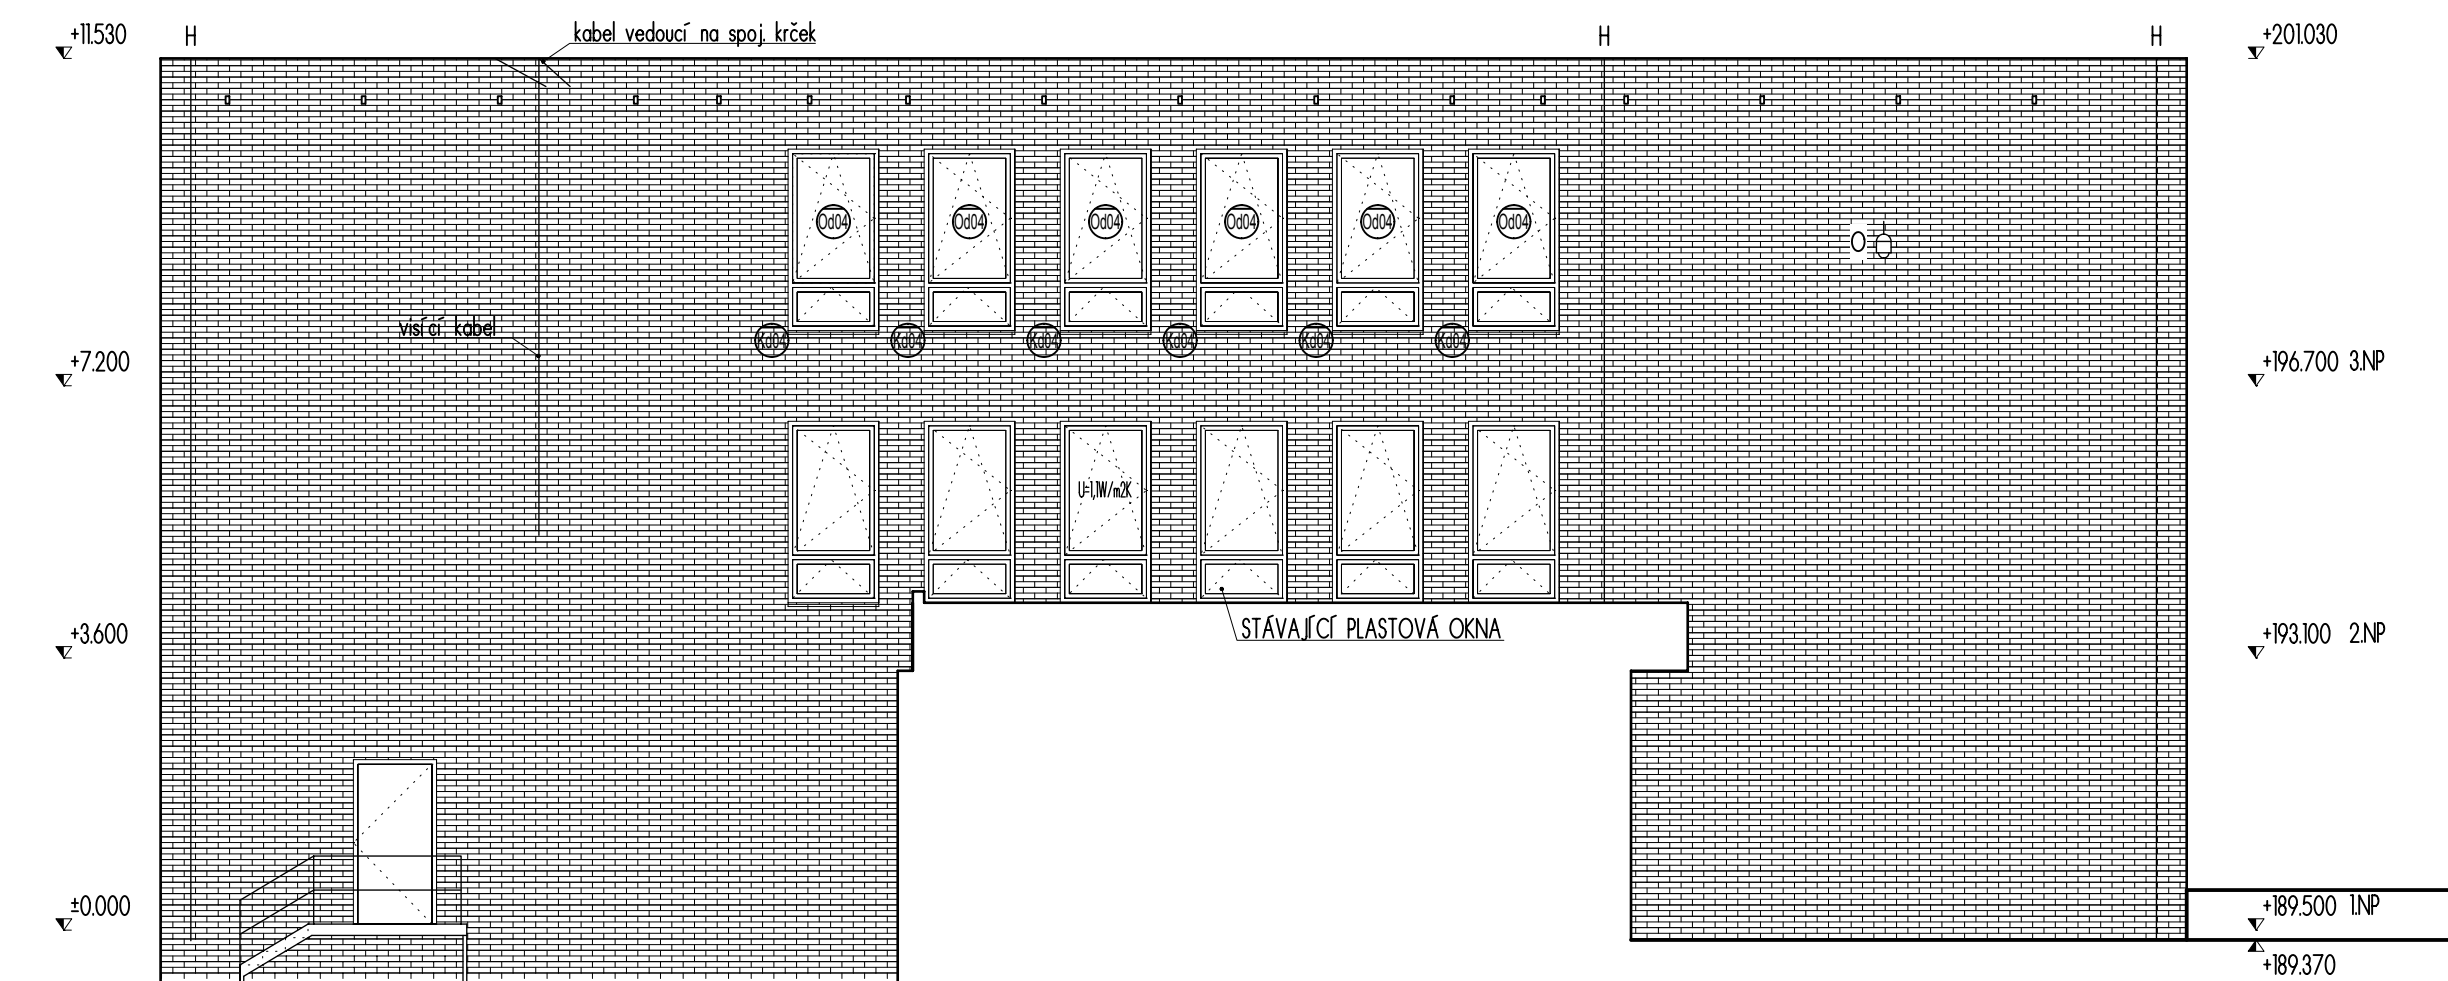 +11.530
H
kabel vedoucí na spoj. krček
H
H
+201.030
Od04
Od04
Od04
Od04
Od04
Od04
O
visící kabel
Kd04
Kd04
Kd04
Kd04
Kd04
Kd04
+7.200
+196.700 3.NP
U=1,1W/m2K
+3.600
STÁVAJÍCÍ PLASTOVÁ OKNA
+193.100 2.NP
±0.000
+189.500 1.NP
+189.370